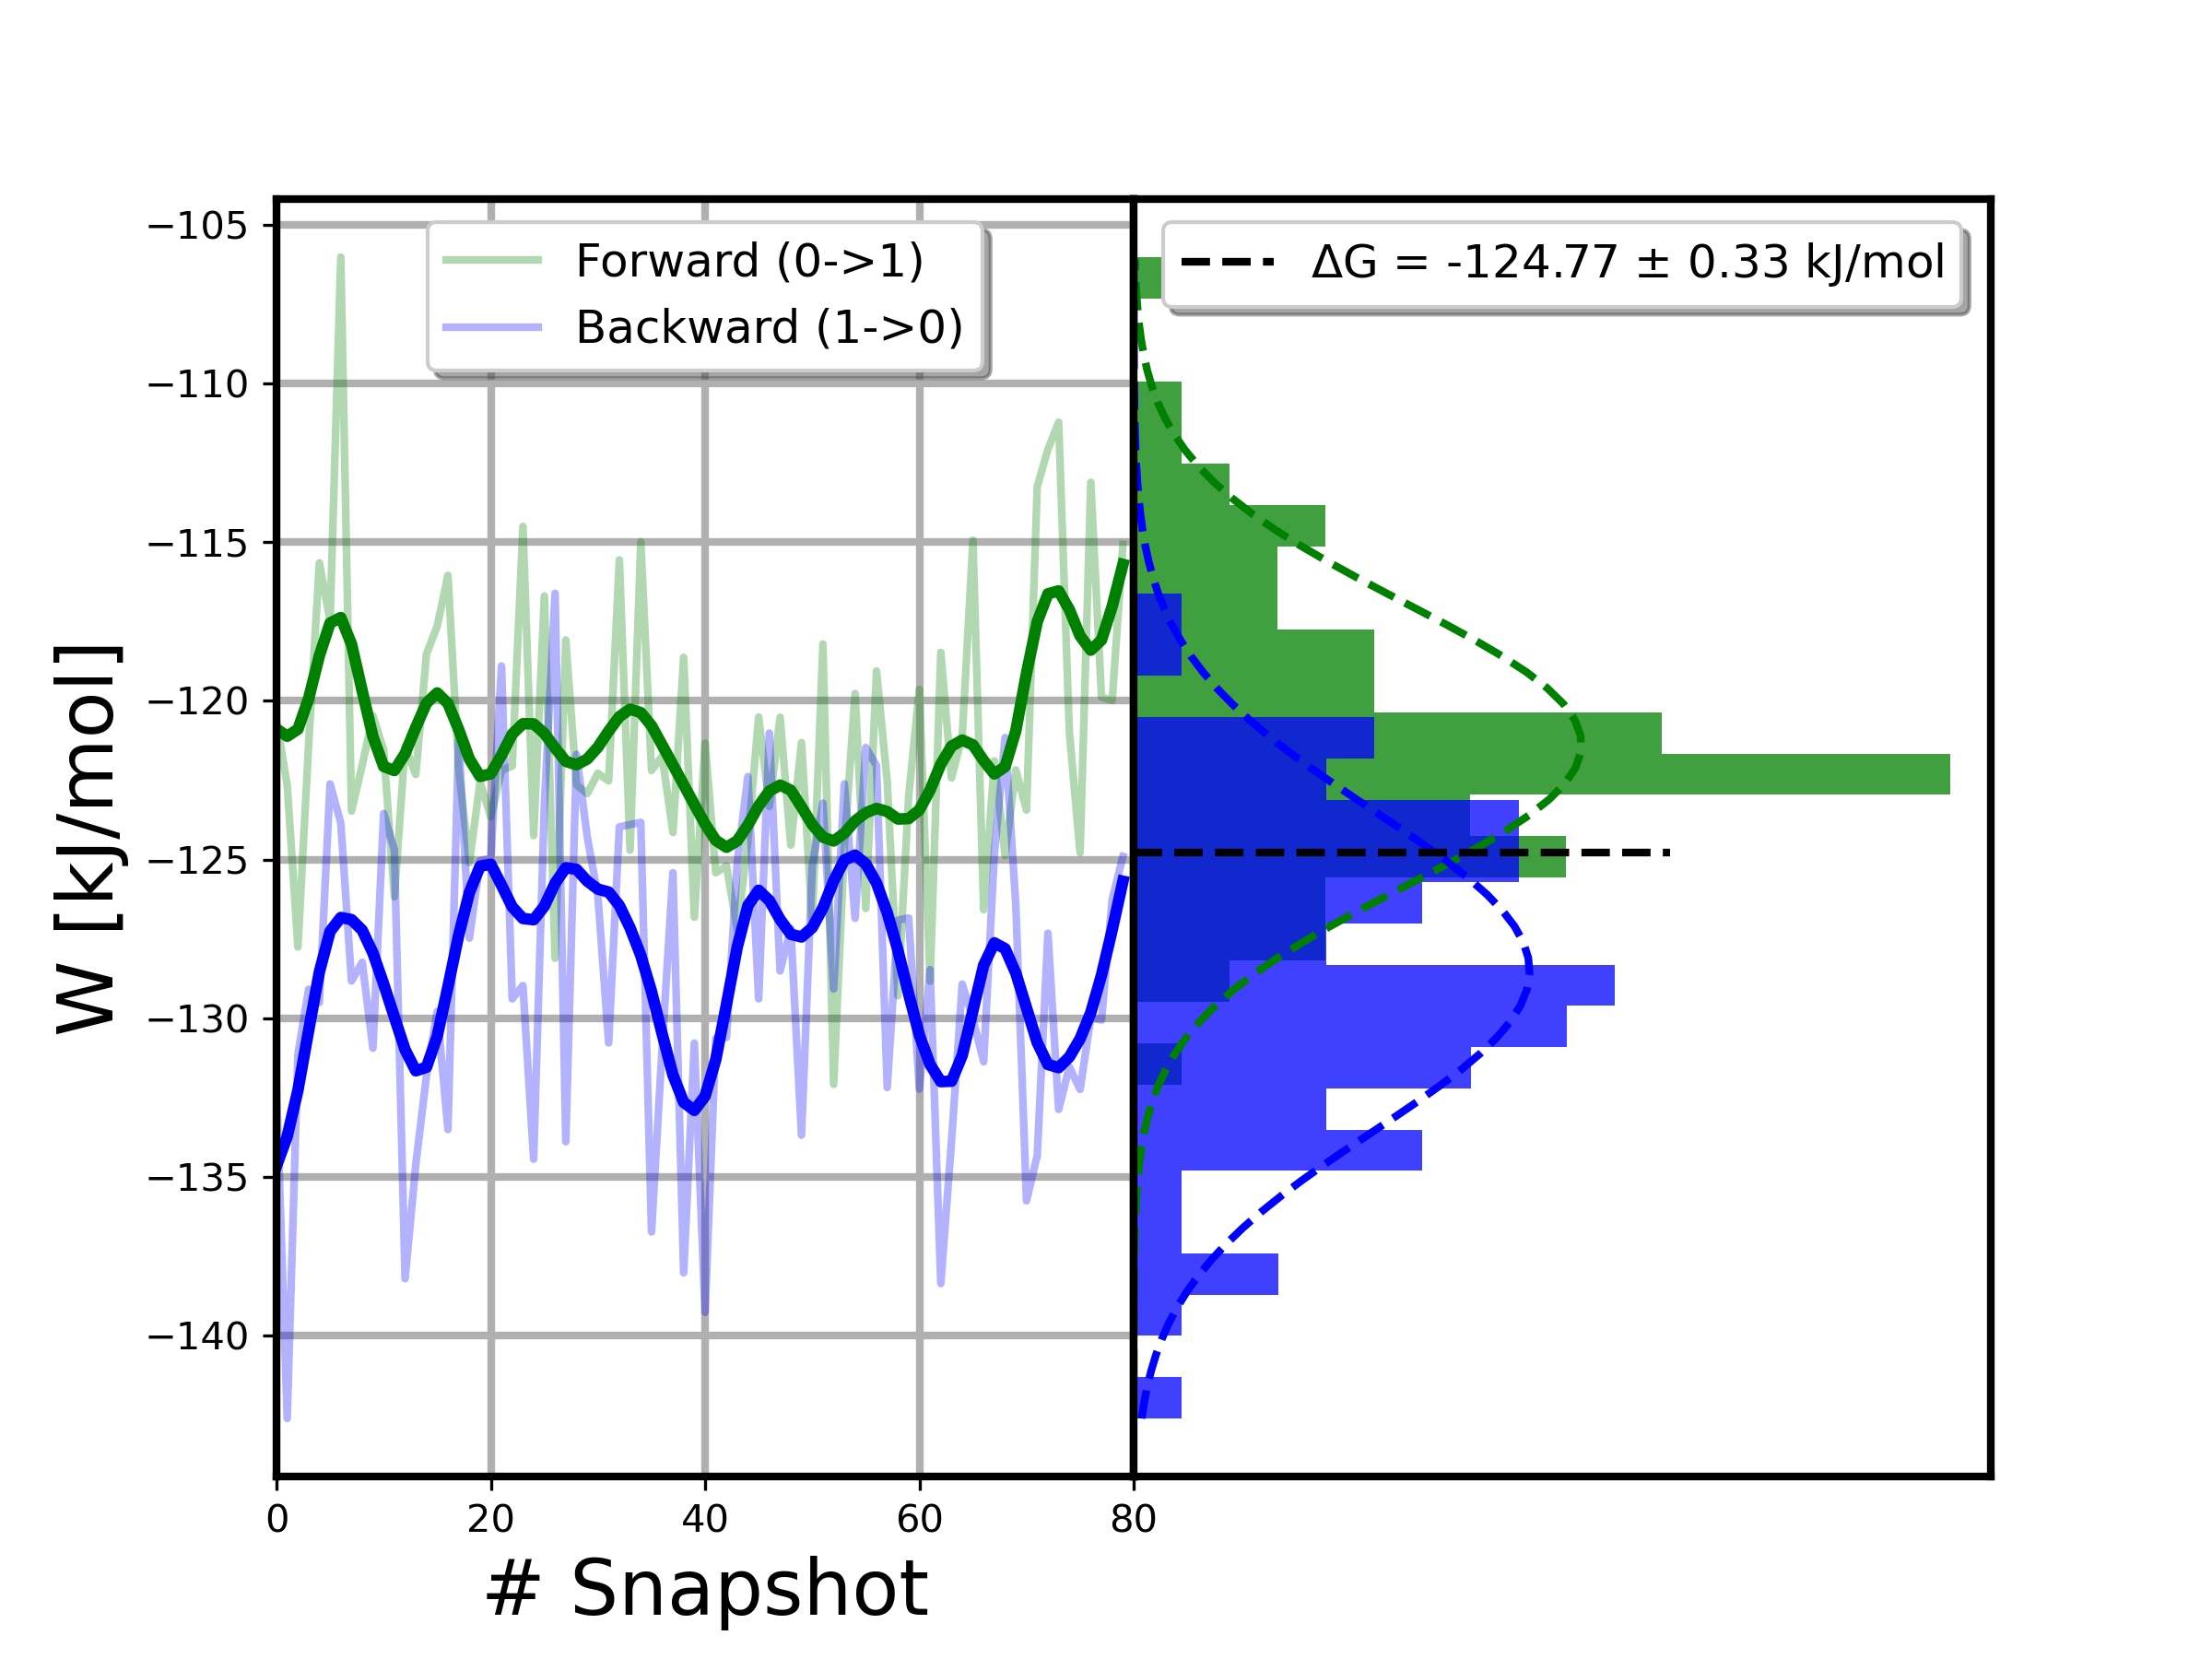 Forward (0->1)
Backward (1->0)
ΔG = -124.77 ± 0.33 kJ/mol
−105
−110
−115
−120
−125
−130
−135
−140
W [kJ/mol]
0 20 40 60 80
# Snapshot